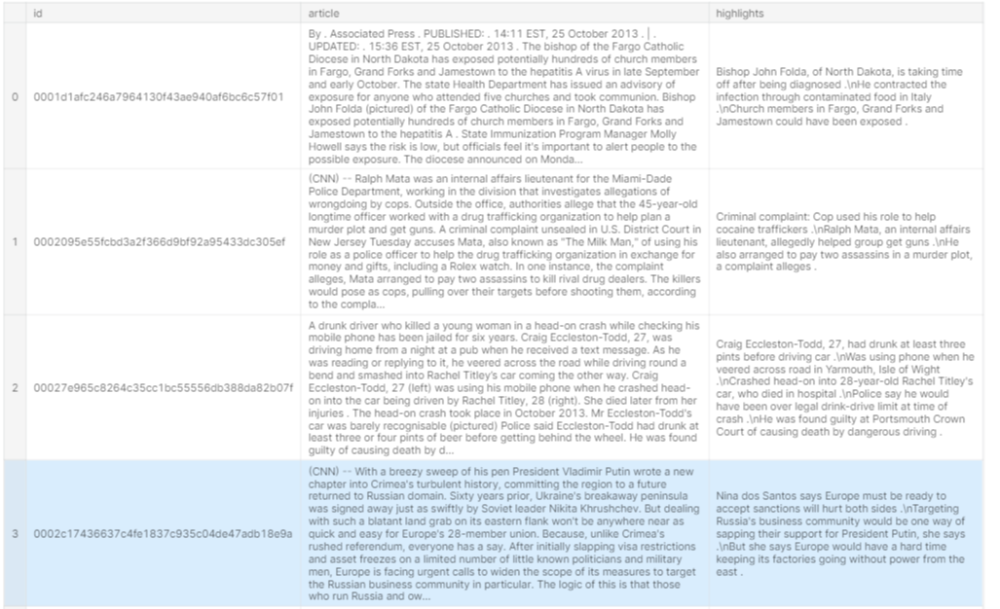 id article highlights
By . Associated Press . PUBLISHED: . 14:11 EST, 25 October 2013 . | .
UPDATED: . 15:36 EST, 25 October 2013 . The bishop of the Fargo Catholic
Diocese in North Dakota has exposed potentially hundreds of church members
in Fargo, Grand Forks and Jamestown to the hepatitis A virus in late September
and early October. The state Health Department has issued an advisory of
exposure for anyone who attended five churches and took communion. Bishop
John Folda (pictured) of the Fargo Catholic Diocese in North Dakota has
exposed potentially hundreds of church members in Fargo, Grand Forks and
Jamestown to the hepatitis A . State Immunization Program Manager Molly
Howell says the risk is low, but officials feel it's important to alert people to the
possible exposure. The diocese announced on Monda...
0 0001d1afc246a7964130f43ae940af6bc6c57f01
Bishop John Folda, of North Dakota, is taking time
off after being diagnosed .\nHe contracted the
infection through contaminated food in Italy
.\nChurch members in Fargo, Grand Forks and
Jamestown could have been exposed .
(CNN) -- Ralph Mata was an internal affairs lieutenant for the Miami-Dade
Police Department, working in the division that investigates allegations of
wrongdoing by cops. Outside the office, authorities allege that the 45-year-old
longtime officer worked with a drug trafficking organization to help plan a
murder plot and get guns. A criminal complaint unsealed in U.S. District Court in
New Jersey Tuesday accuses Mata, also known as "The Milk Man," of using his
role as a police officer to help the drug trafficking organization in exchange for
money and gifts, including a Rolex watch. In one instance, the complaint
alleges, Mata arranged to pay two assassins to kill rival drug dealers. The killers
would pose as cops, pulling over their targets before shooting them, according
to the compla...
1 0002095e55fcbd3a2f366d9bf92a95433dc305ef
Criminal complaint: Cop used his role to help
cocaine traffickers .\nRalph Mata, an internal affairs
lieutenant, allegedly helped group get guns .\nHe
also arranged to pay two assassins in a murder plot,
a complaint alleges .
A drunk driver who killed a young woman in a head-on crash while checking his
mobile phone has been jailed for six years. Craig Eccleston-Todd, 27, was
driving home from a night at a pub when he received a text message. As he
was reading or replying to it, he veered across the road while driving round a
bend and smashed into Rachel Titley's car coming the other way. Craig
Eccleston-Todd, 27 (left) was using his mobile phone when he crashed head-
on into the car being driven by Rachel Titley, 28 (right). She died later from her
injuries . The head-on crash took place in October 2013. Mr Eccleston-Todd's
car was barely recognisable (pictured) Police said Eccleston-Todd had drunk at
least three or four pints of beer before getting behind the wheel. He was found
guilty of causing death by d...
2 00027e965c8264c35cc1bc55556db388da82b07f
Craig Eccleston-Todd, 27, had drunk at least three
pints before driving car .\nWas using phone when he
veered across road in Yarmouth, Isle of Wight
.\nCrashed head-on into 28-year-old Rachel Titley's
car, who died in hospital .\nPolice say he would
have been over legal drink-drive limit at time of
crash .\nHe was found guilty at Portsmouth Crown
Court of causing death by dangerous driving .
(CNN) -- With a breezy sweep of his pen President Vladimir Putin wrote a new
chapter into Crimea's turbulent history, committing the region to a future
returned to Russian domain. Sixty years prior, Ukraine's breakaway peninsula
was signed away just as swiftly by Soviet leader Nikita Khrushchev. But dealing
with such a blatant land grab on its eastern flank won't be anywhere near as
quick and easy for Europe's 28-member union. Because, unlike Crimea's
rushed referendum, everyone has a say. After initially slapping visa restrictions
and asset freezes on a limited number of little known politicians and military
men, Europe is facing urgent calls to widen the scope of its measures to target
the Russian business community in particular. The logic of this is that those
who run Russia and ow...
3 0002c17436637c4fe1837c935c04de47adb18e9a
Nina dos Santos says Europe must be ready to
accept sanctions will hurt both sides .\nTargeting
Russia's business community would be one way of
sapping their support for President Putin, she says
.\nBut she says Europe would have a hard time
keeping its factories going without power from the
east .